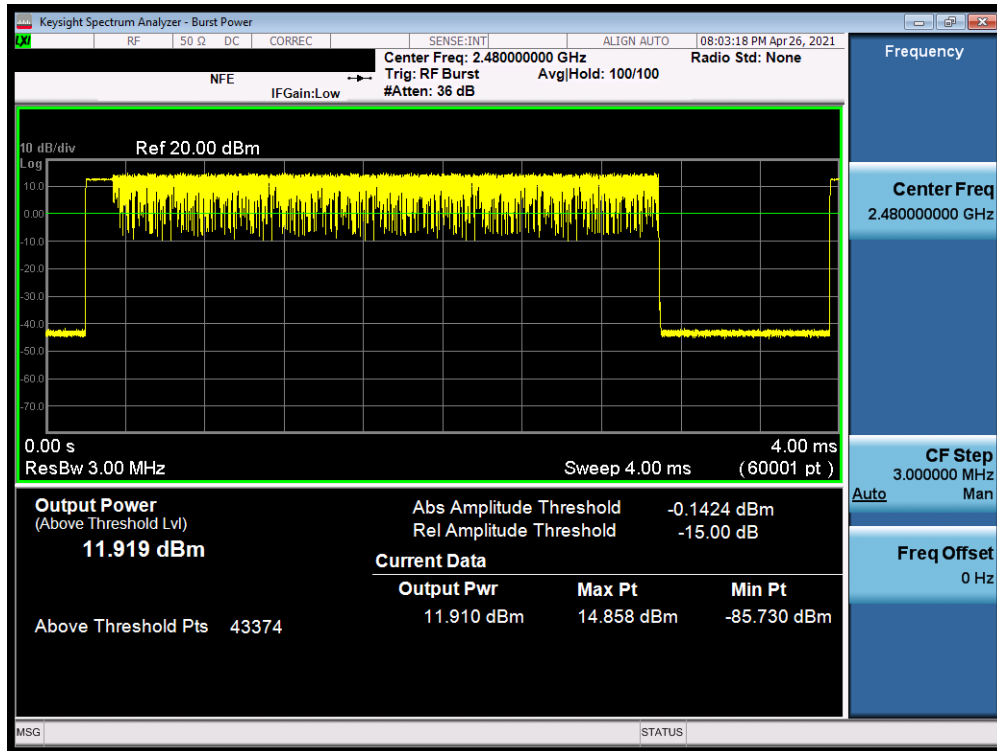 Keysight Spectrum Analyzer - Burst Power
LXI RF 50 Ω DC CORREC SENSE:INT ALIGN AUTO 08:03:18 PM Apr 26, 2021
Center Freq: 2.480000000 GHz Radio Std: None
NFE Trig: RF Burst Avg|Hold: 100/100
IFGain:Low #Atten: 36 dB
10 dB/div Ref 20.00 dBm
Log
10.0
0.00
-10.0
-20.0
-30.0
-40.0
-50.0
-60.0
-70.0
0.00 s 4.00 ms
ResBw 3.00 MHz Sweep 4.00 ms (60001 pt)
Output Power
(Above Threshold Lvl)
11.919 dBm
Above Threshold Pts 43374
Abs Amplitude Threshold -0.1424 dBm
Rel Amplitude Threshold -15.00 dB
Current Data
Output Pwr Max Pt Min Pt
11.910 dBm 14.858 dBm -85.730 dBm
Frequency
Center Freq
2.480000000 GHz
CF Step
3.000000 MHz
Auto Man
Freq Offset
0 Hz
MSG STATUS